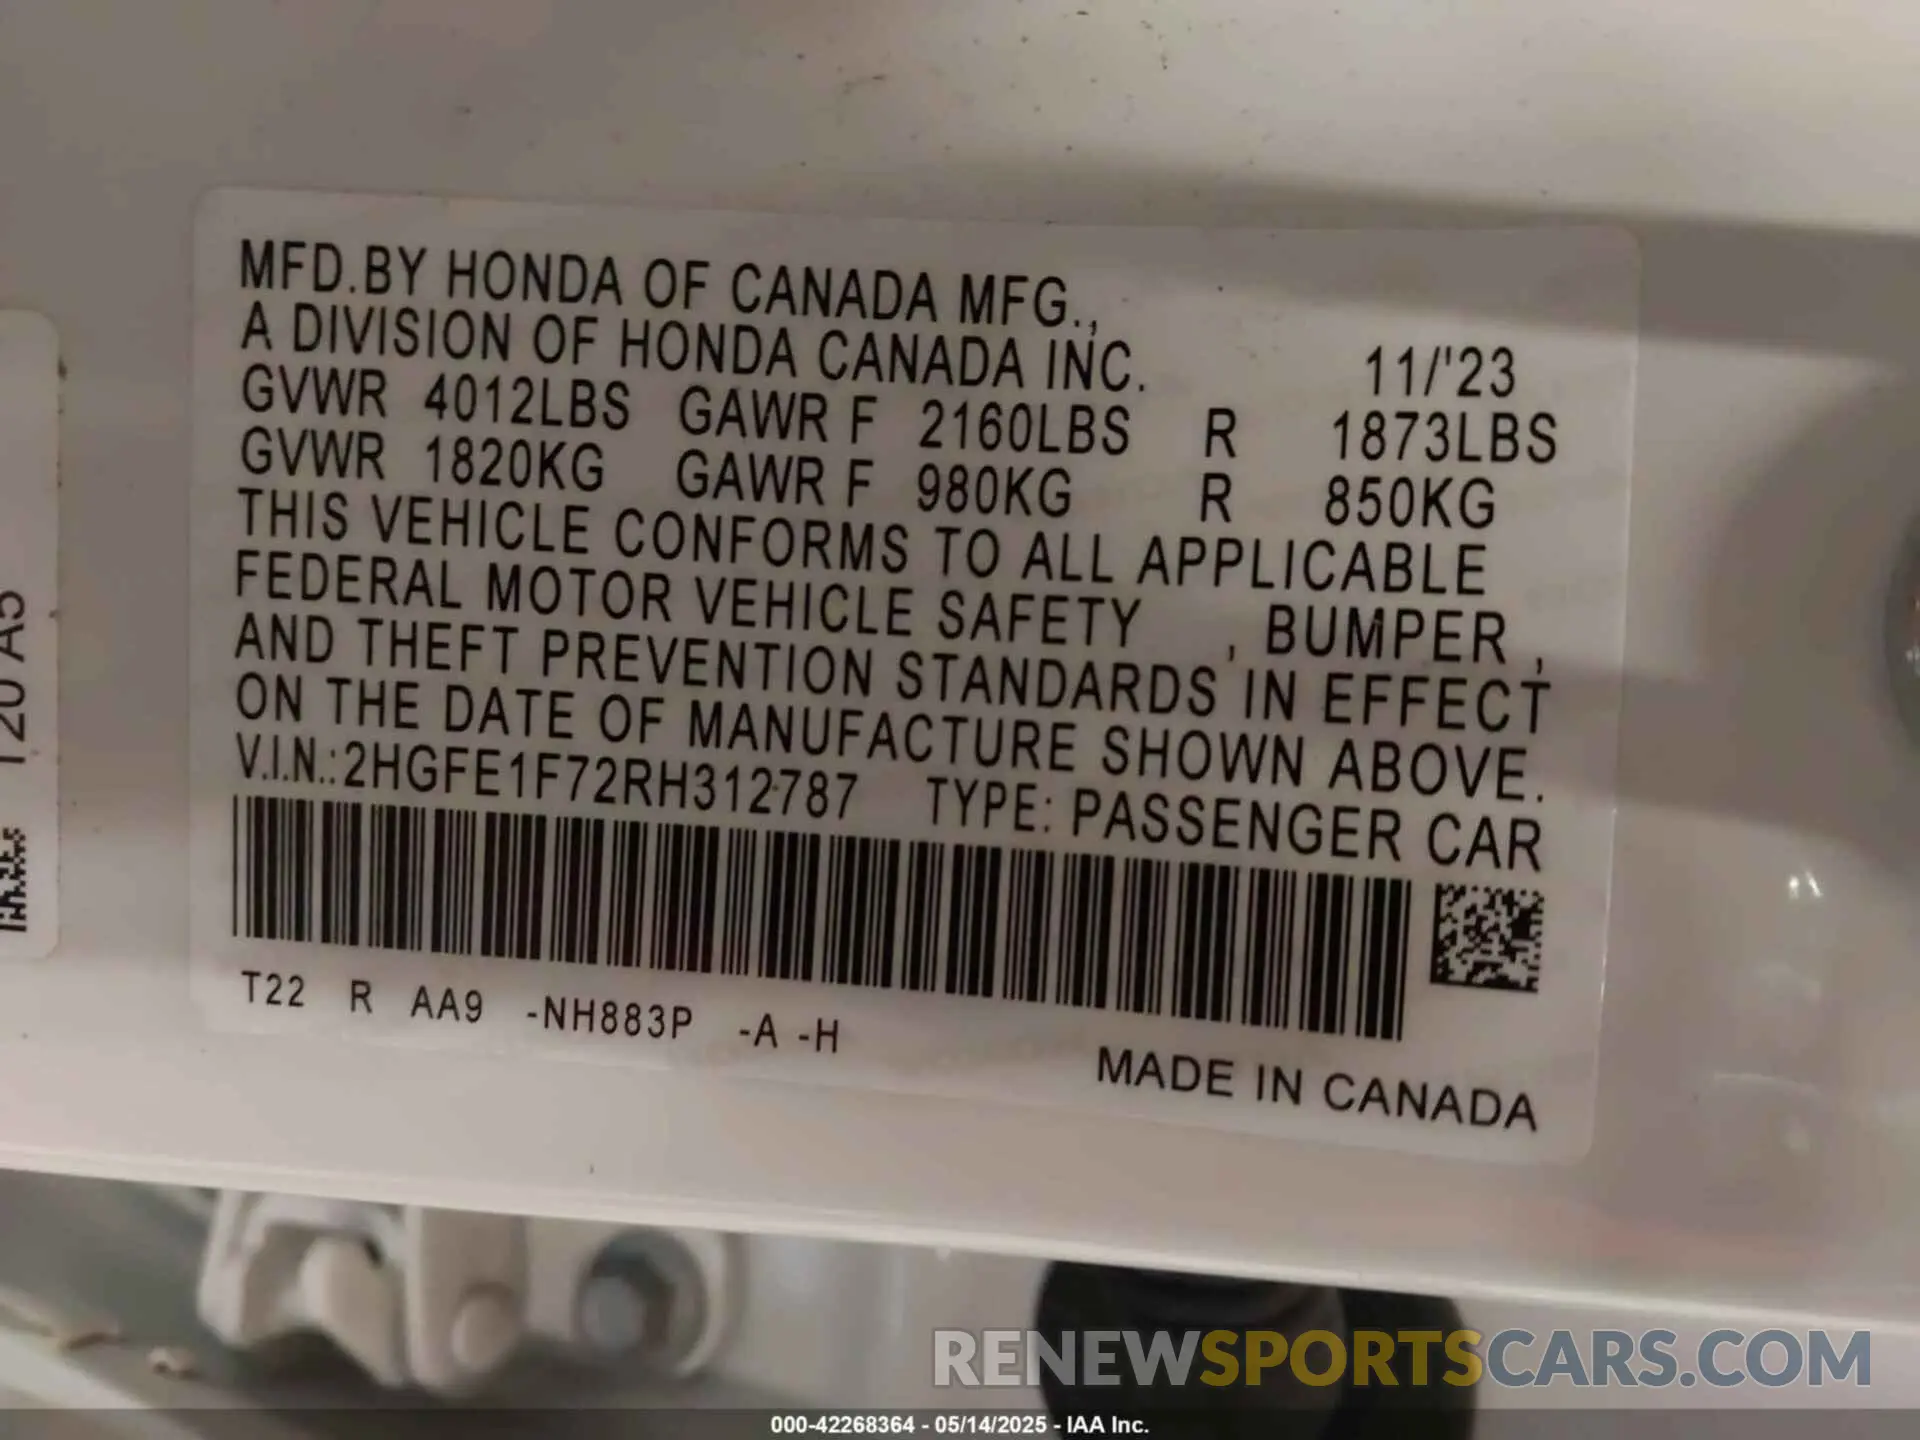 MFD.BY HONDA OF CANADA MFG.,
A DIVISION OF HONDA CANADA INC. 11/'23
GVWR 4012LBS GAWR F 2160LBS R 1873LBS
GVWR 1820KG GAWR F 980KG R 850KG
THIS VEHICLE CONFORMS TO ALL APPLICABLE
FEDERAL MOTOR VEHICLE SAFETY , BUMPER ,
AND THEFT PREVENTION STANDARDS IN EFFECT
ON THE DATE OF MANUFACTURE SHOWN ABOVE.
V.I.N.:2HGFE1F72RH312787 TYPE: PASSENGER CAR
T22 R AA9 -NH883P -A -H
MADE IN CANADA
T20 A5
RENEWSPORTSCARS.COM
000-42268364 - 05/14/2025 - IAA Inc.